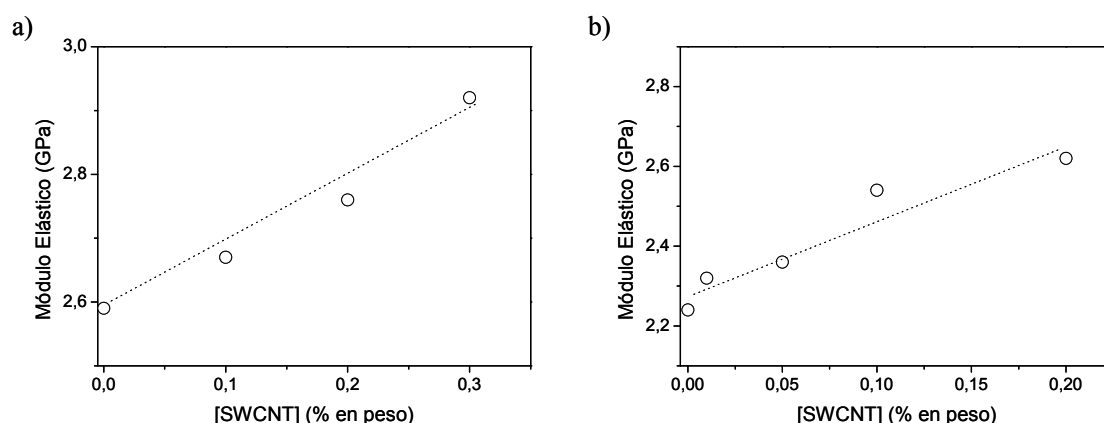 a)
3,0
2,8
2,6
Módulo Elástico (GPa)
0,0 0,1 0,2 0,3
[SWCNT] (% en peso)
b)
2,8
2,6
2,4
2,2
Módulo Elástico (GPa)
0,00 0,05 0,10 0,15 0,20
[SWCNT] (% en peso)